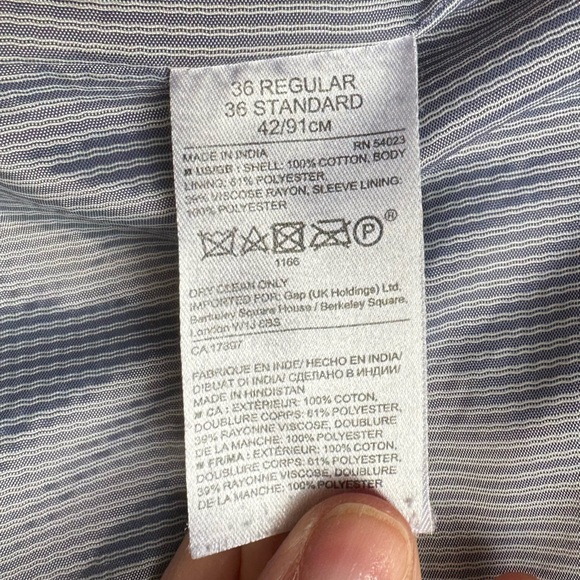 36 REGULAR
36 STANDARD
42/91CM
MADE IN INDIA RN 54023
■ US/GB : SHELL: 100% COTTON, BODY
LINING: 61% POLYESTER,
39% VISCOSE RAYON, SLEEVE LINING:
100% POLYESTER
P ®
1166
DRY CLEAN ONLY
IMPORTED FOR: Gap (UK Holdings) Ltd.
Berkeley Square House / Berkeley Square,
London W1J 6BS
CA 17897
FABRIQUE EN INDE/ HECHO EN INDIA/
DIBUAT DI INDIA/ СДЕЛАНО В ИНДИИ/
MADE IN HINDISTAN
■ CA : EXTÉRIEUR: 100% COTON,
DOUBLURE CORPS: 61% POLYESTER,
39% RAYONNE VISCOSE, DOUBLURE
DE LA MANCHE: 100% POLYESTER
■ FR/MA : EXTÉRIEUR: 100% COTON,
DOUBLURE CORPS: 61% POLYESTER,
39% RAYONNE VISCOSE, DOUBLURE
DE LA MANCHE: 100% POLYESTER